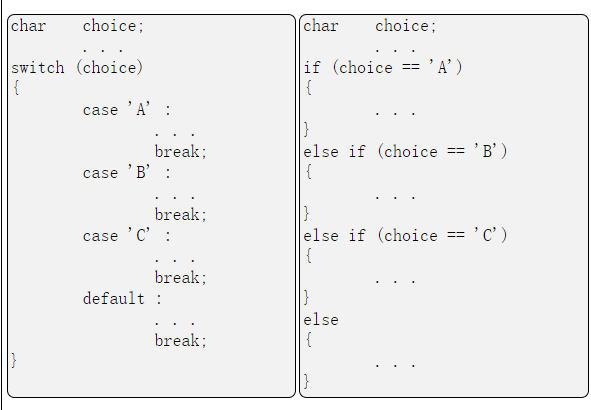 char    choice;
        . . .
switch (choice)
{
        case 'A' :
                . . .
                break;
        case 'B' :
                . . .
                break;
        case 'C' :
                . . .
                break;
        default :
                . . .
                break;
}
char    choice;
        . . .
if (choice == 'A')
{
        . . .
}
else if (choice == 'B')
{
        . . .
}
else if (choice == 'C')
{
        . . .
}
else
{
        . . .
}